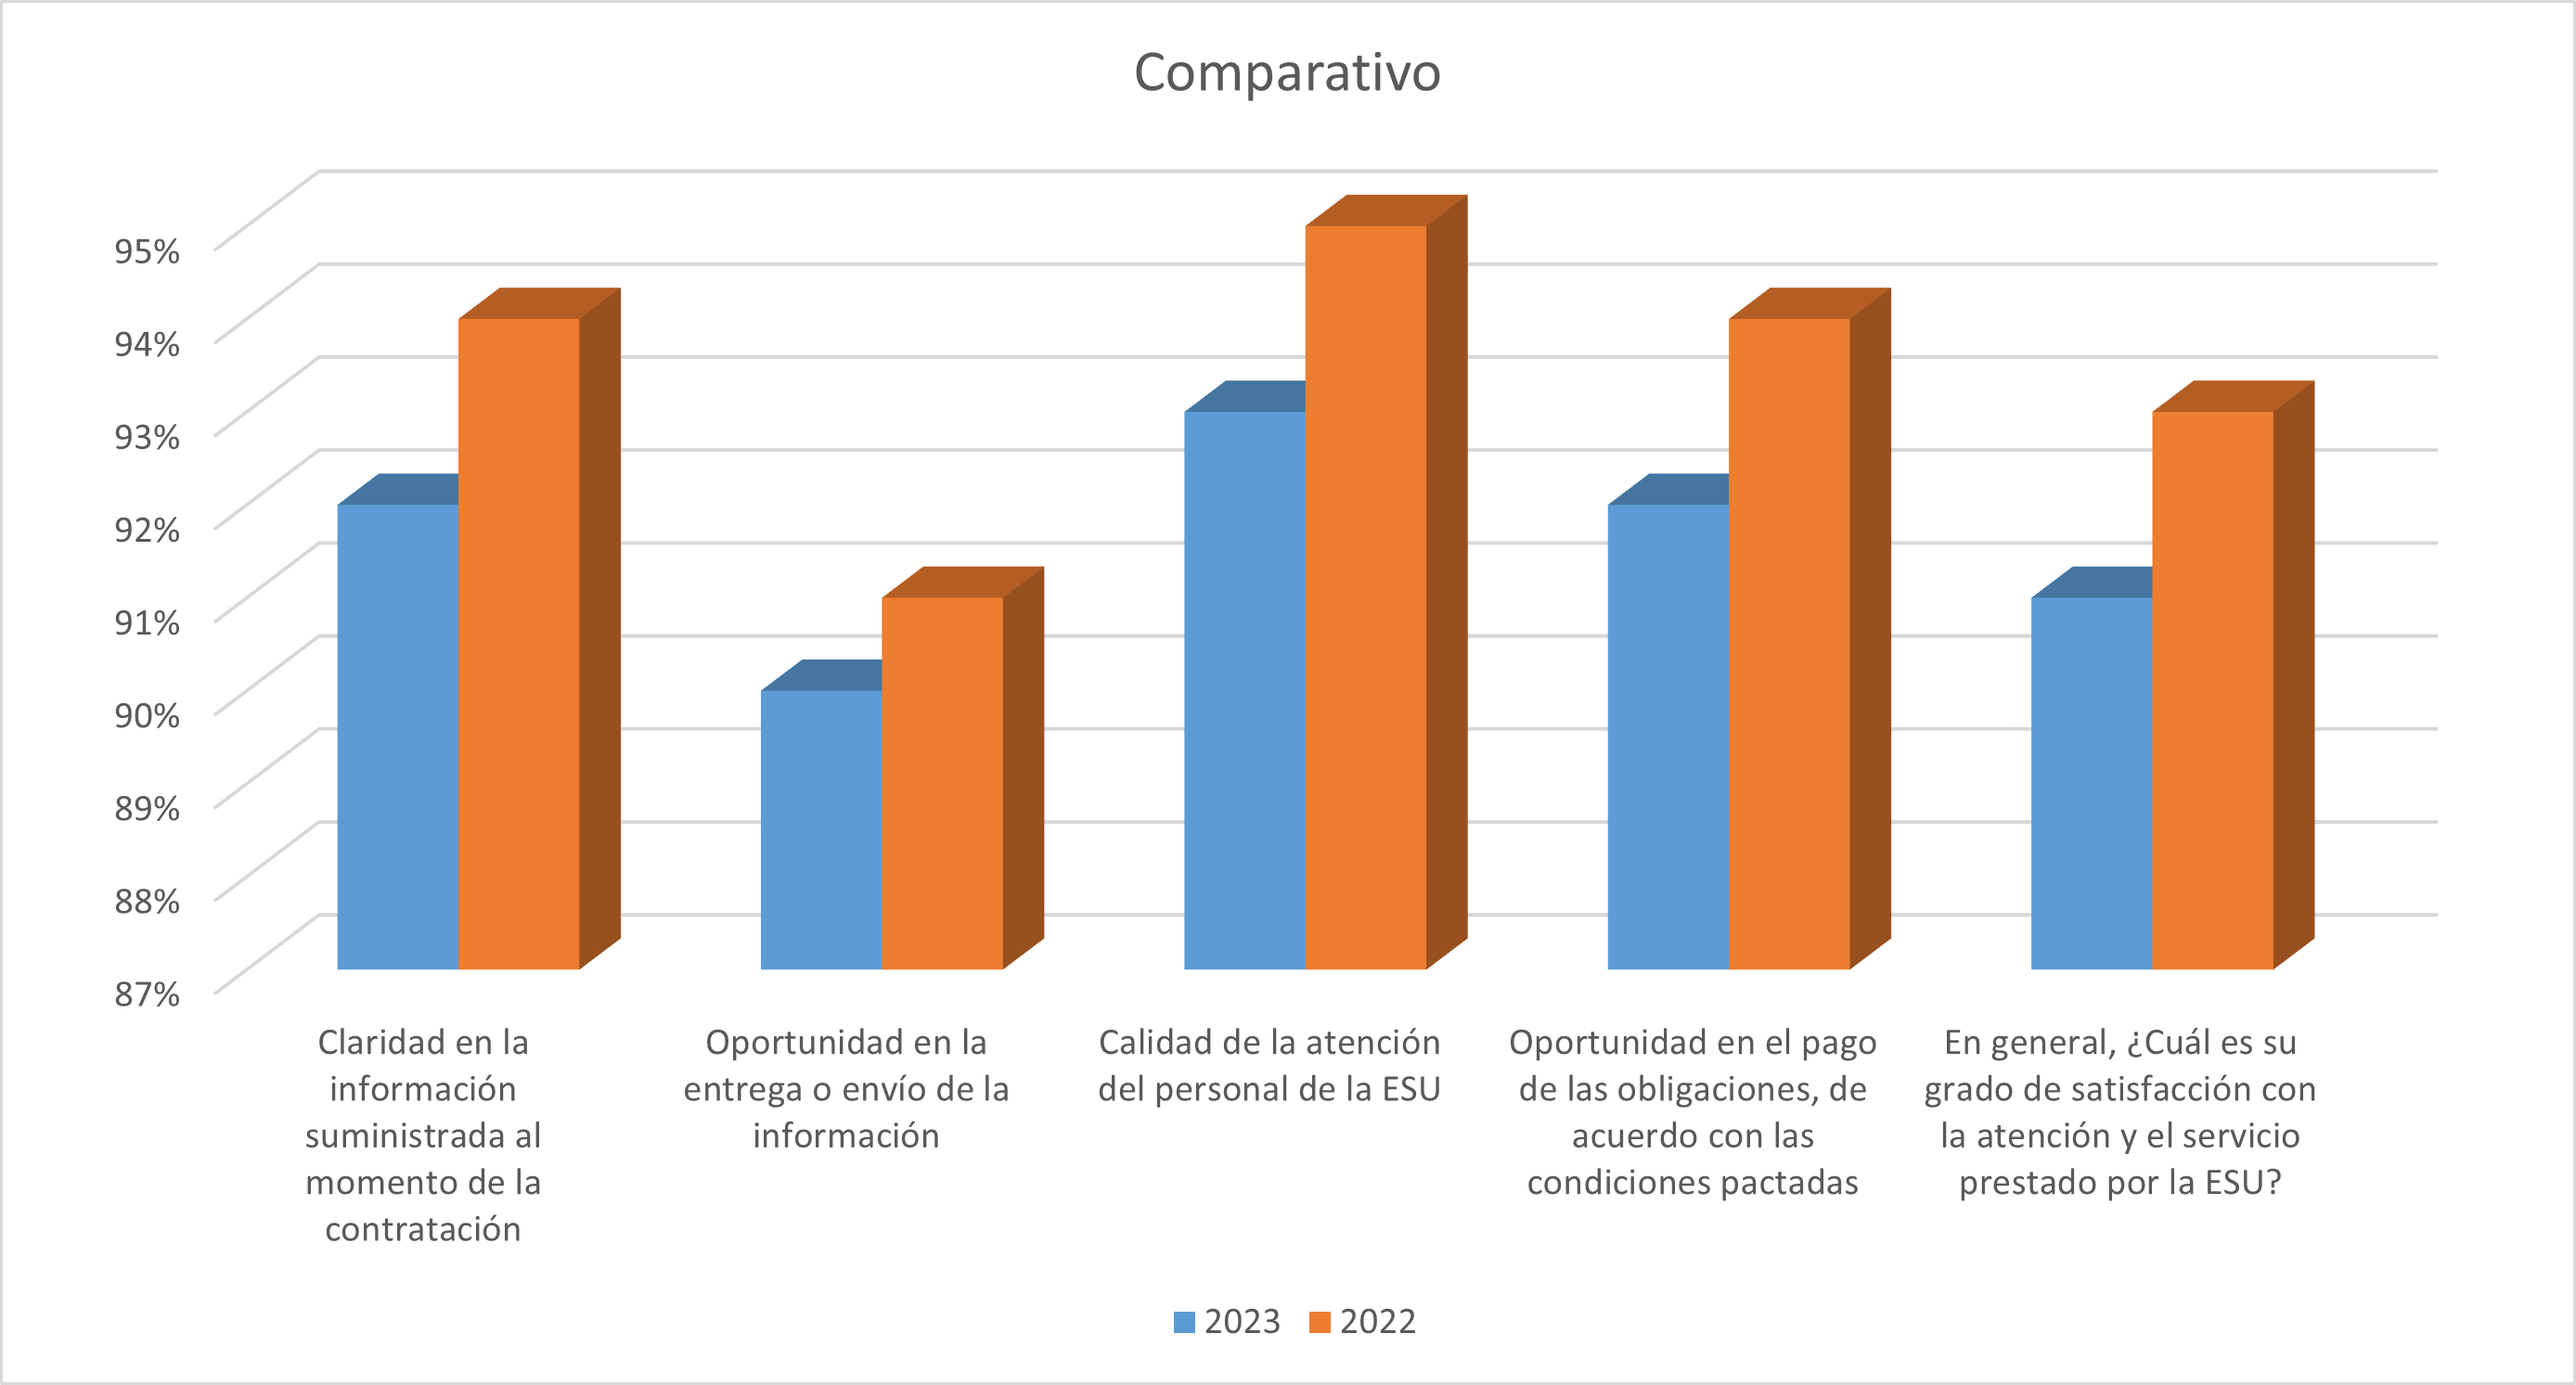 Comparativo
95%
94%
93%
92%
91%
90%
89%
88%
87%
Claridad en la
información
suministrada al
momento de la
contratación
Oportunidad en la
entrega o envío de la
información
Calidad de la atención
del personal de la ESU
Oportunidad en el pago
de las obligaciones, de
acuerdo con las
condiciones pactadas
En general, ¿Cuál es su
grado de satisfacción con
la atención y el servicio
prestado por la ESU?
2023 2022